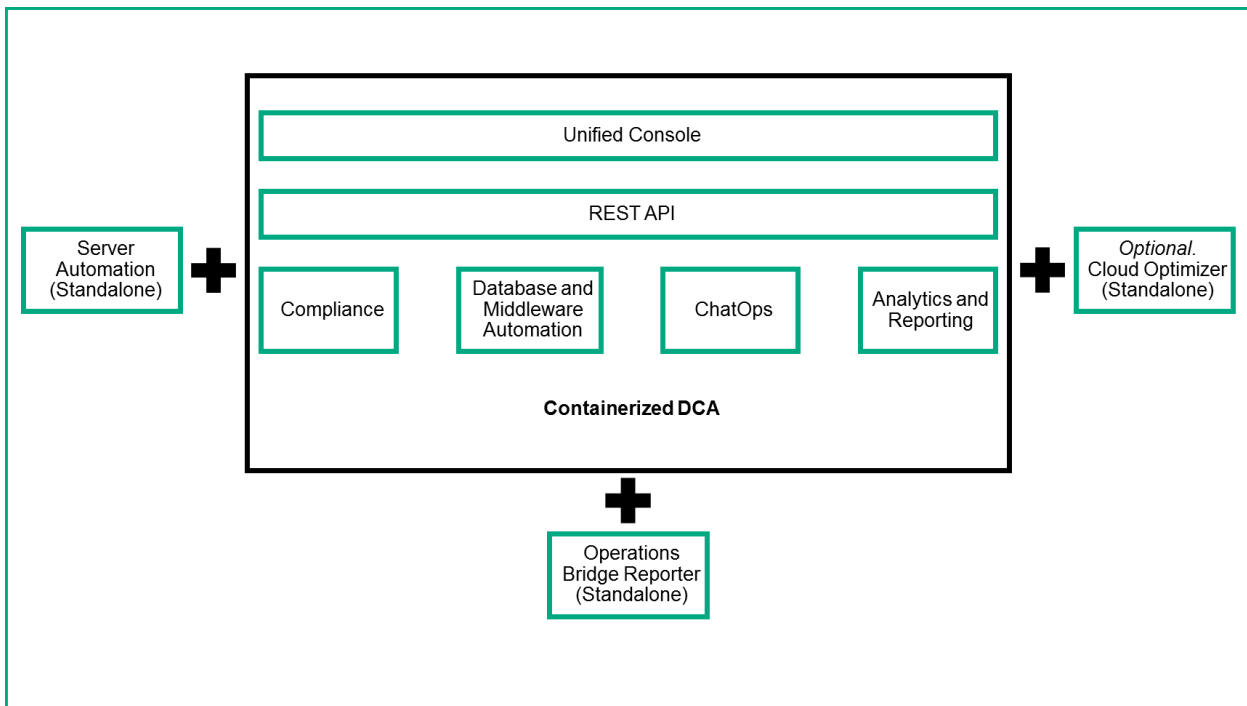 Unified Console
REST API
Server
Automation
(Standalone)
Optional.
Cloud Optimizer
(Standalone)
Compliance
Database and
Middleware
Automation
ChatOps
Analytics and
Reporting
Containerized DCA
Operations
Bridge Reporter
(Standalone)